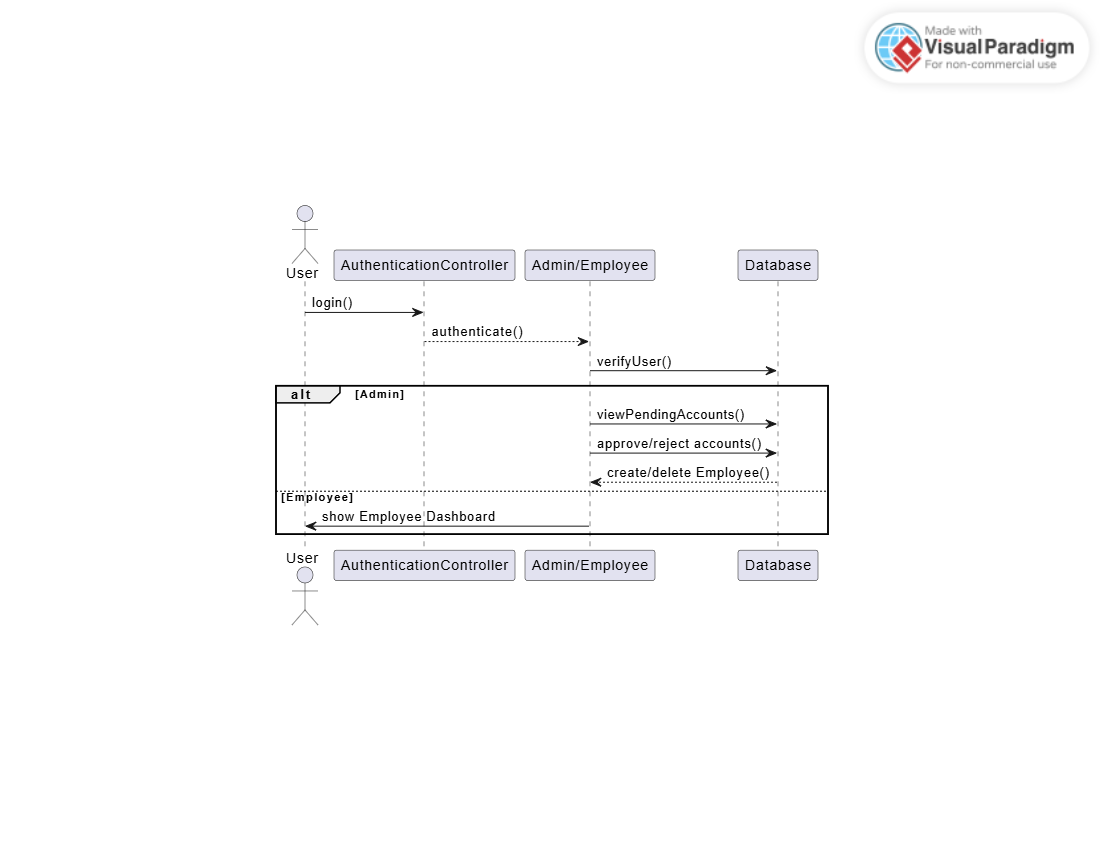 Made with
Visual Paradigm
For non-commercial use
User
AuthenticationController
Admin/Employee
Database
login()
authenticate()
verifyUser()
alt
[Admin]
viewPendingAccounts()
approve/reject accounts()
create/delete Employee()
[Employee]
show Employee Dashboard
User
AuthenticationController
Admin/Employee
Database